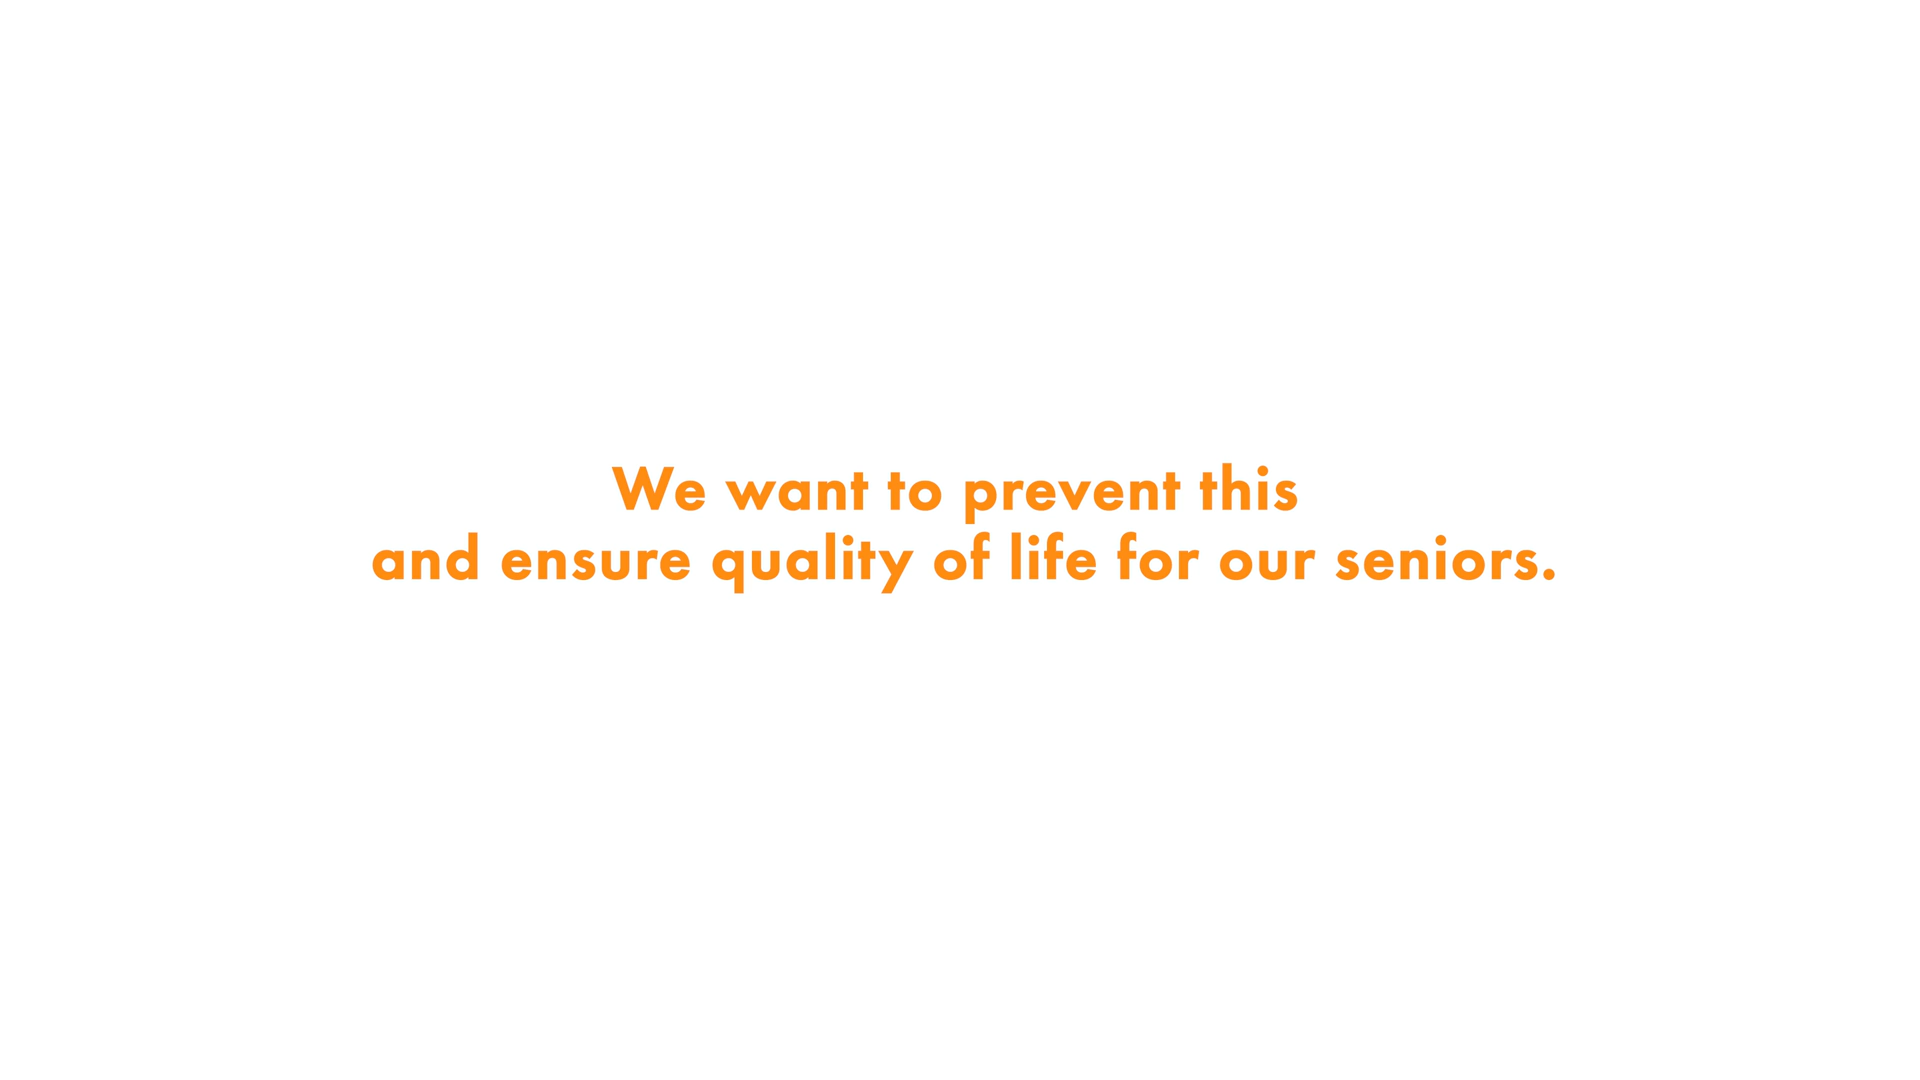 We want to prevent this
and ensure quality of life for our seniors.